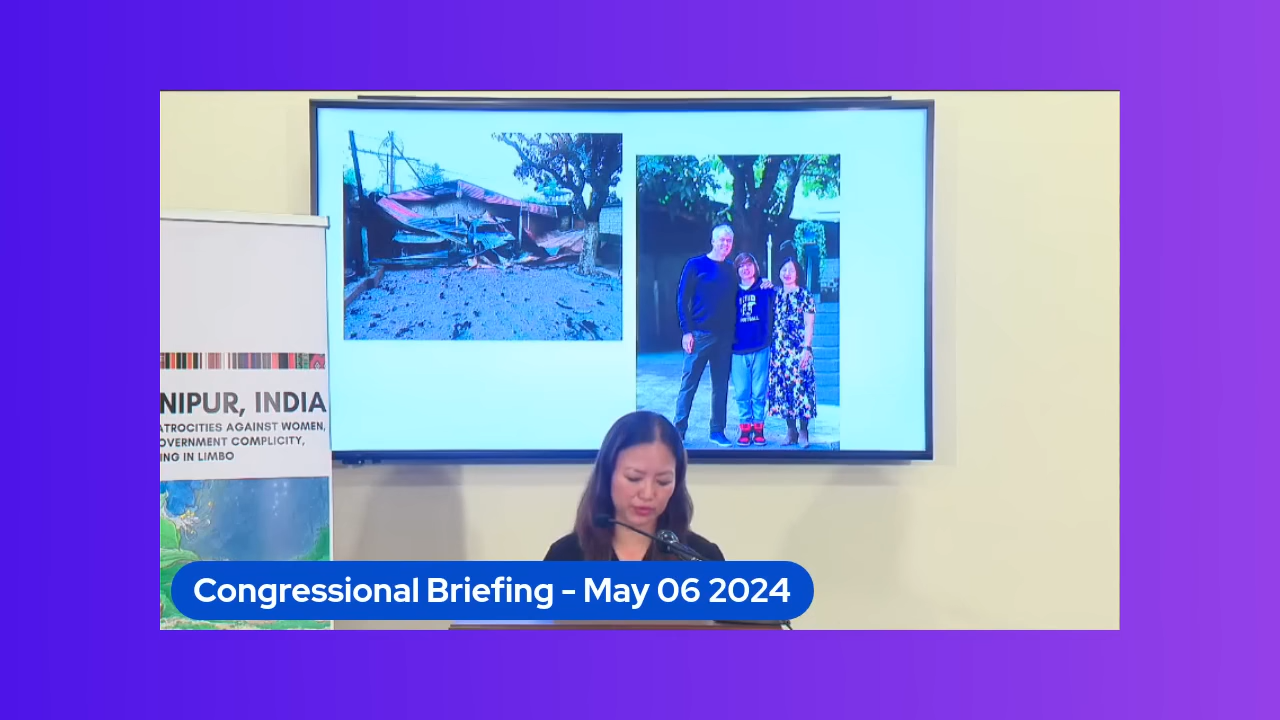 NIPUR, INDIA
ATROCITIES AGAINST WOMEN,
OVERNMENT COMPLICITY,
ING IN LIMBO
Congressional Briefing - May 06 2024